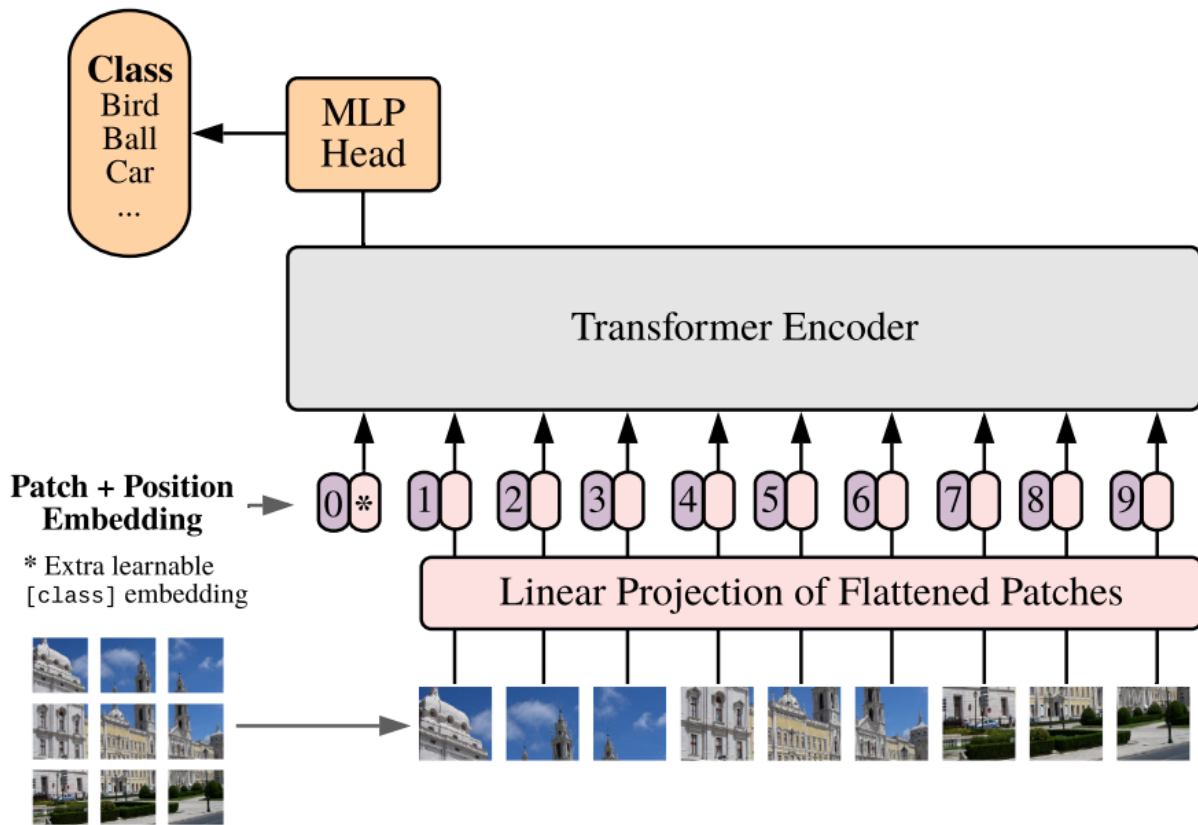 Class
Bird
Ball
Car
...
MLP
Head
Transformer Encoder
Patch + Position
Embedding
* Extra learnable
[class] embedding
0 * 1 2 3 4 5 6 7 8 9
Linear Projection of Flattened Patches